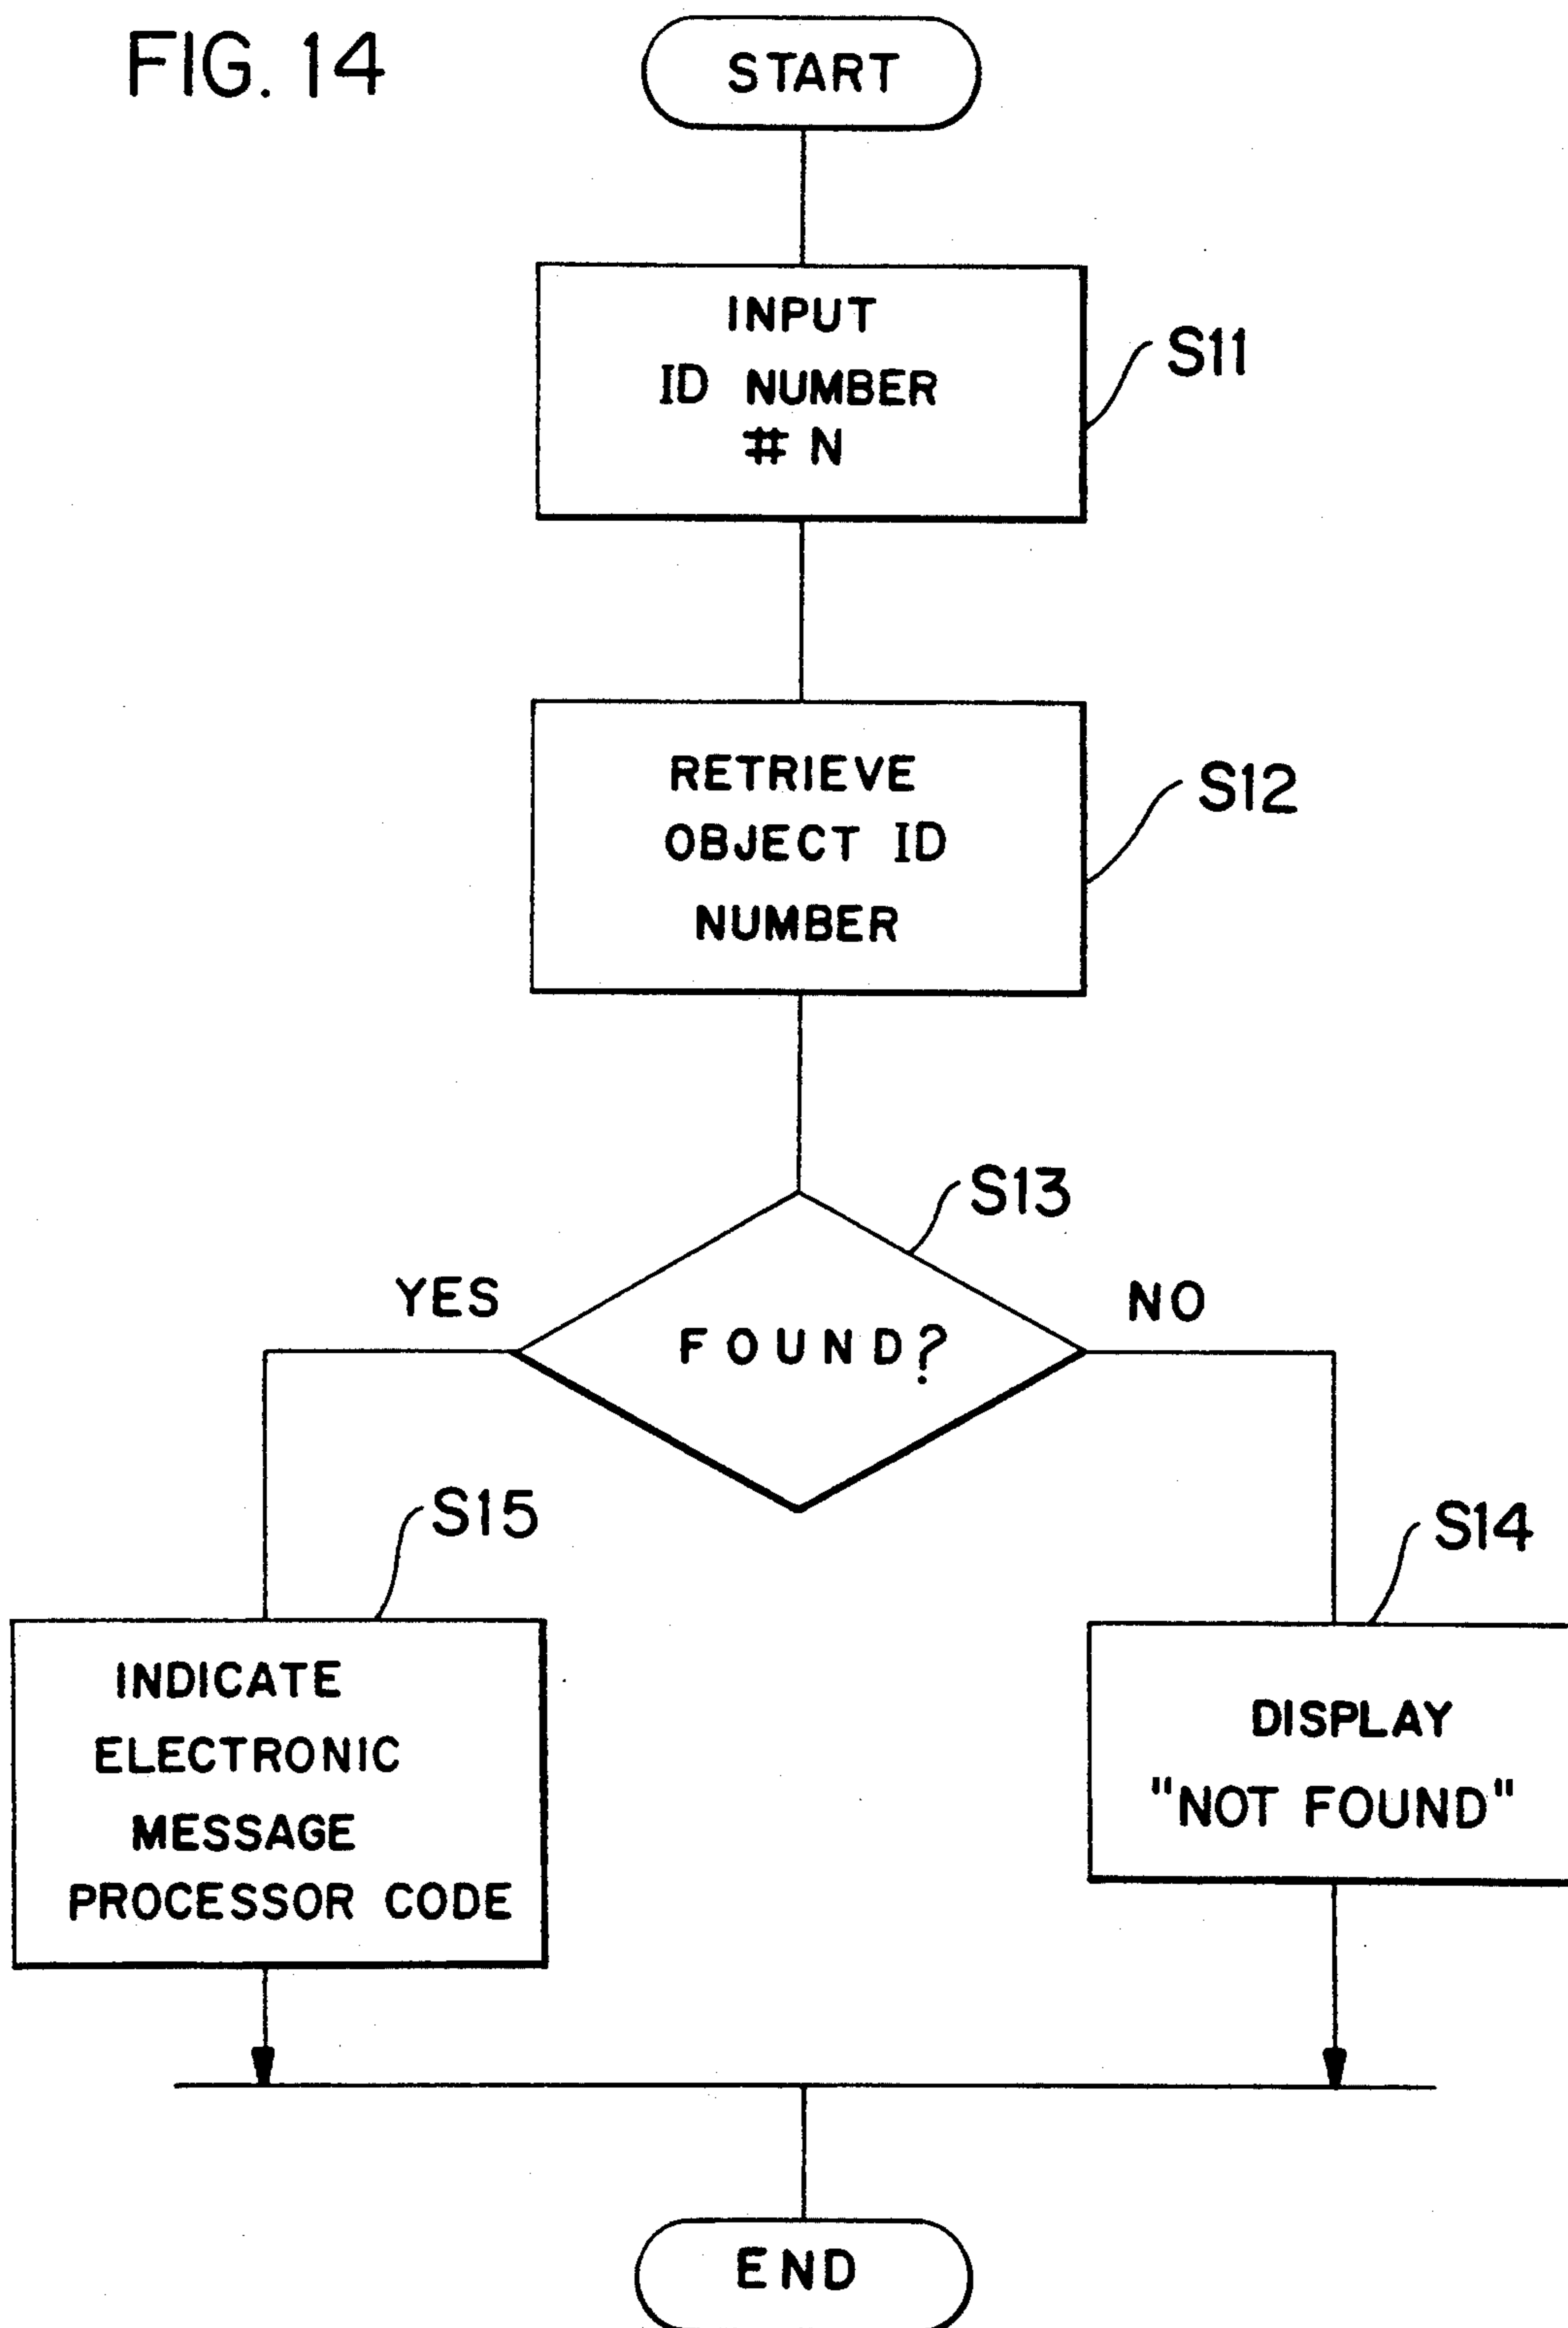 FIG. 14
START
INPUT
ID NUMBER
# N
S11
RETRIEVE
OBJECT ID
NUMBER
S12
S13
YES
FOUND?
NO
S15
S14
INDICATE
ELECTRONIC
MESSAGE
PROCESSOR CODE
DISPLAY
"NOT FOUND"
END